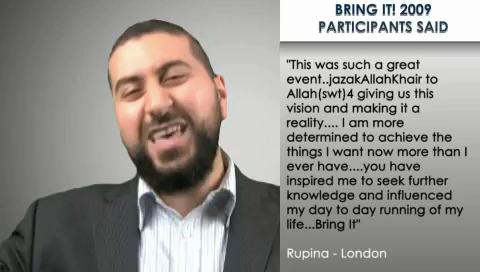 BRING IT! 2009
PARTICIPANTS SAID
"This was such a great
event..jazakAllahKhair to
Allah(swt)4 giving us this
vision and making it a
reality.... I am more
determined to achieve the
things I want now more than I
ever have....you have
inspired me to seek further
knowledge and influenced
my day to day running of my
life...Bring It"
Rupina - London